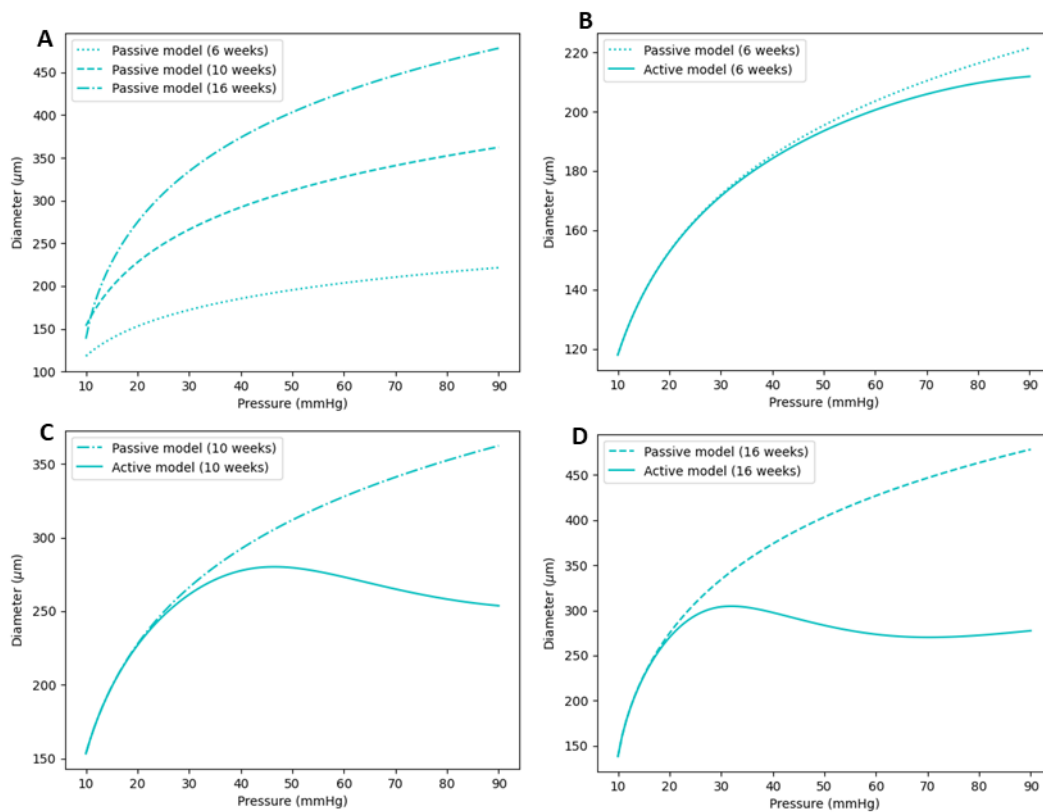 A
Passive model (6 weeks)
Passive model (10 weeks)
Passive model (16 weeks)
Diameter (μm)
450
400
350
300
250
200
150
100
10 20 30 40 50 60 70 80 90
Pressure (mmHg)
B
Passive model (6 weeks)
Active model (6 weeks)
Diameter (μm)
220
200
180
160
140
120
10 20 30 40 50 60 70 80 90
Pressure (mmHg)
C
Passive model (10 weeks)
Active model (10 weeks)
Diameter (μm)
350
300
250
200
150
10 20 30 40 50 60 70 80 90
Pressure (mmHg)
D
Passive model (16 weeks)
Active model (16 weeks)
Diameter (μm)
450
400
350
300
250
200
150
10 20 30 40 50 60 70 80 90
Pressure (mmHg)